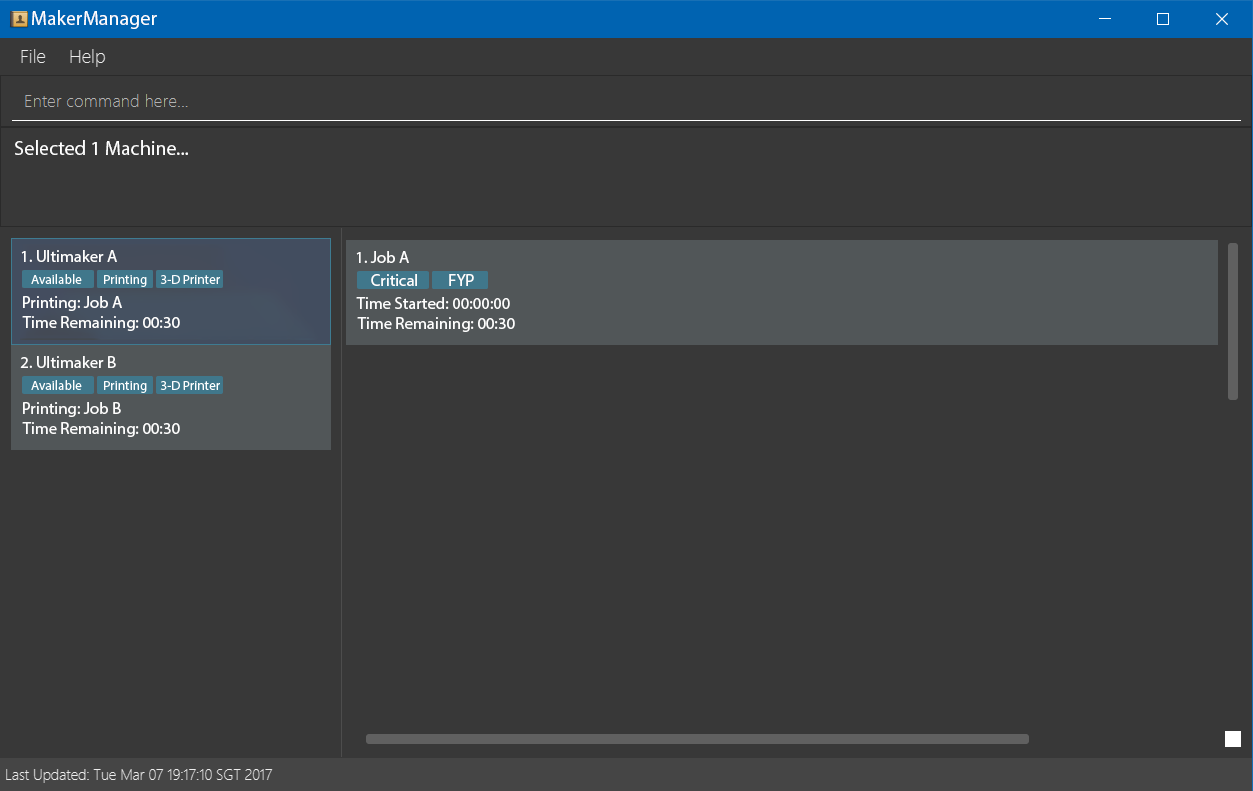 MakerManager
File Help
Enter command here...
Selected 1 Machine...
1. Ultimaker A
Available Printing 3-D Printer
Printing: Job A
Time Remaining: 00:30
2. Ultimaker B
Available Printing 3-D Printer
Printing: Job B
Time Remaining: 00:30
1. Job A
Critical FYP
Time Started: 00:00:00
Time Remaining: 00:30
Last Updated: Tue Mar 07 19:17:10 SGT 2017